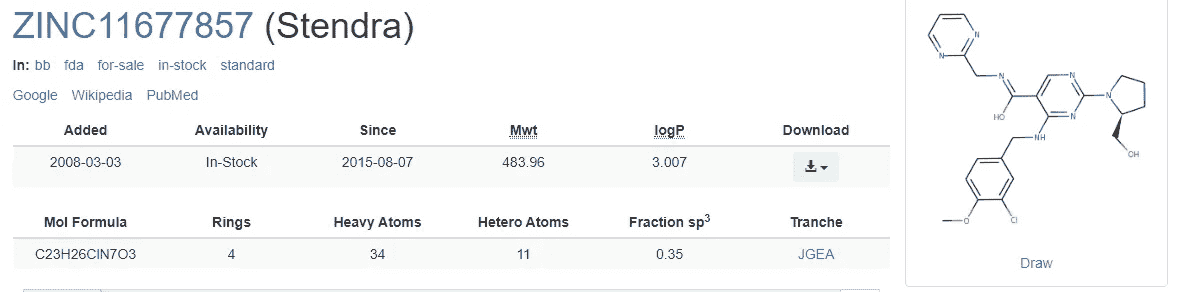 ZINC11677857 (Stendra)
In: bb fda for-sale in-stock standard
Google Wikipedia PubMed
Added Availability Since Mwt logP Download
2008-03-03 In-Stock 2015-08-07 483.96 3.007
Mol Formula Rings Heavy Atoms Hetero Atoms Fraction sp³ Tranche
C23H26ClN7O3 4 34 11 0.35 JGEA
N
N
N
N
N
N
HO
NH
OH
O
Cl
Draw